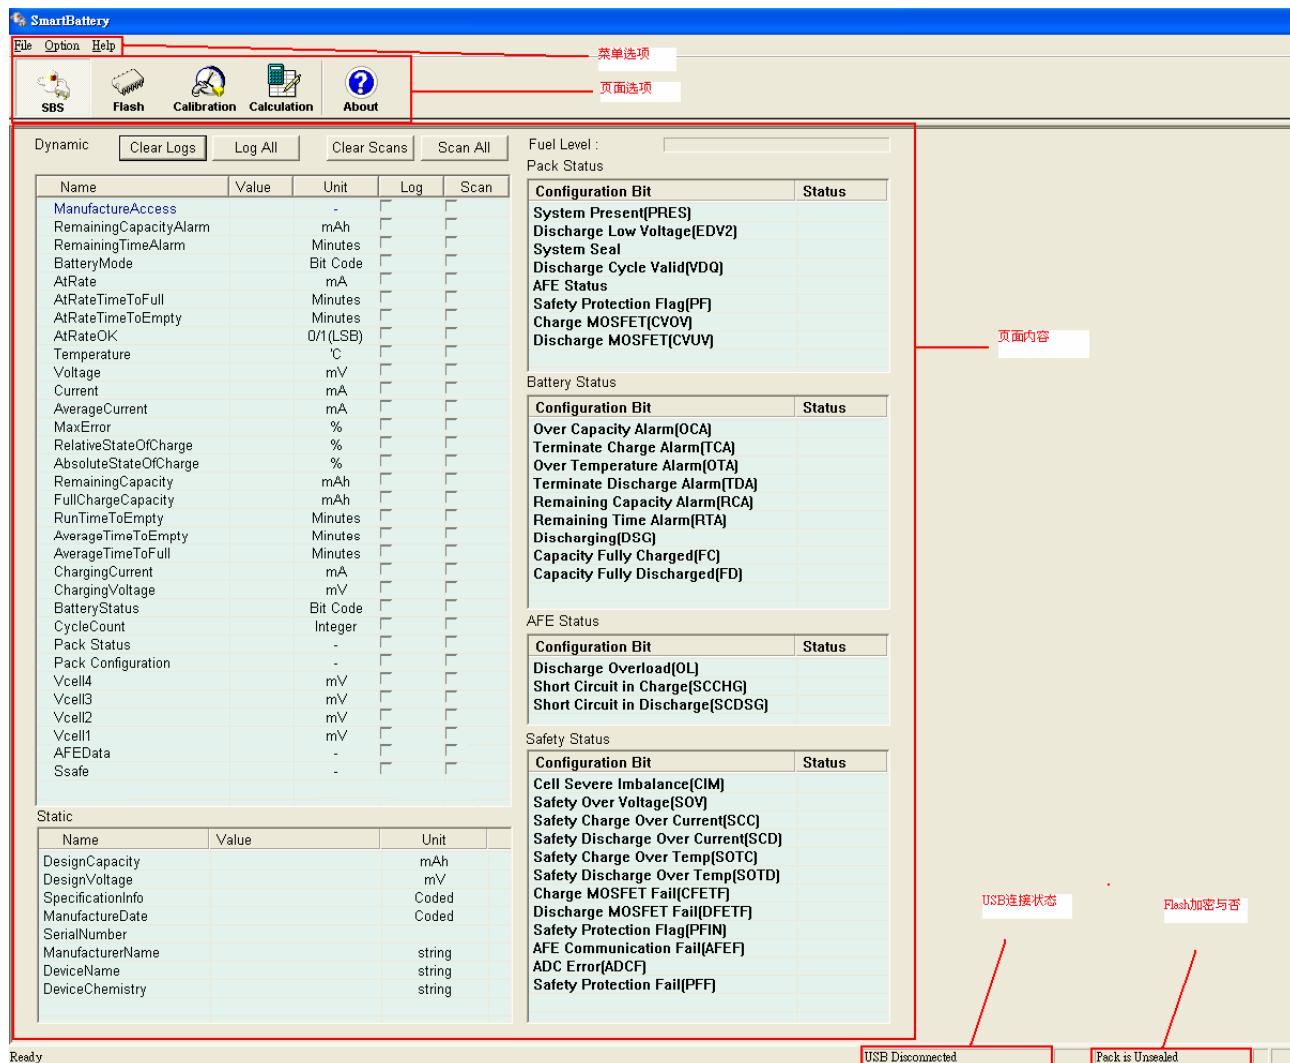 SmartBattery
File Option Help
菜单选项
SBS Flash Calibration Calculation About
页面选项
Dynamic Clear Logs Log All Clear Scans Scan All
Name Value Unit Log Scan
ManufactureAccess -
RemainingCapacityAlarm mAh
RemainingTimeAlarm Minutes
BatteryMode Bit Code
AtRate mA
AtRateTimeToFull Minutes
AtRateTimeToEmpty Minutes
AtRateOK 0/1(LSB)
Temperature 'C
Voltage mV
Current mA
AverageCurrent mA
MaxError %
RelativeStateOfCharge %
AbsoluteStateOfCharge %
RemainingCapacity mAh
FullChargeCapacity mAh
RunTimeToEmpty Minutes
AverageTimeToEmpty Minutes
AverageTimeToFull Minutes
ChargingCurrent mA
ChargingVoltage mV
BatteryStatus Bit Code
CycleCount Integer
Pack Status -
Pack Configuration -
Vcell4 mV
Vcell3 mV
Vcell2 mV
Vcell1 mV
AFEData -
Ssafe -
Static
Name Value Unit
DesignCapacity mAh
DesignVoltage mV
SpecificationInfo Coded
ManufactureDate Coded
SerialNumber
ManufacturerName string
DeviceName string
DeviceChemistry string
Fuel Level :
Pack Status
Configuration Bit Status
System Present(PRES)
Discharge Low Voltage(EDV2)
System Seal
Discharge Cycle Valid(VDQ)
AFE Status
Safety Protection Flag(PF)
Charge MOSFET(CVOV)
Discharge MOSFET(CVUV)
Battery Status
Configuration Bit Status
Over Capacity Alarm(OCA)
Terminate Charge Alarm(TCA)
Over Temperature Alarm(OTA)
Terminate Discharge Alarm(TDA)
Remaining Capacity Alarm(RCA)
Remaining Time Alarm(RTA)
Discharging(DSG)
Capacity Fully Charged(FC)
Capacity Fully Discharged(FD)
AFE Status
Configuration Bit Status
Discharge Overload(OL)
Short Circuit in Charge(SCCHG)
Short Circuit in Discharge(SCDSG)
Safety Status
Configuration Bit Status
Cell Severe Imbalance(CIM)
Safety Over Voltage(SOV)
Safety Charge Over Current(SCC)
Safety Discharge Over Current(SCD)
Safety Charge Over Temp(SOTC)
Safety Discharge Over Temp(SOTD)
Charge MOSFET Fail(CFETF)
Discharge MOSFET Fail(DFETF)
Safety Protection Flag(PFIN)
AFE Communication Fail(AFEF)
ADC Error(ADCF)
Safety Protection Fail(PFF)
页面内容
USB连接状态
Flash加密与否
Ready USB Disconnected Pack is Unsealed